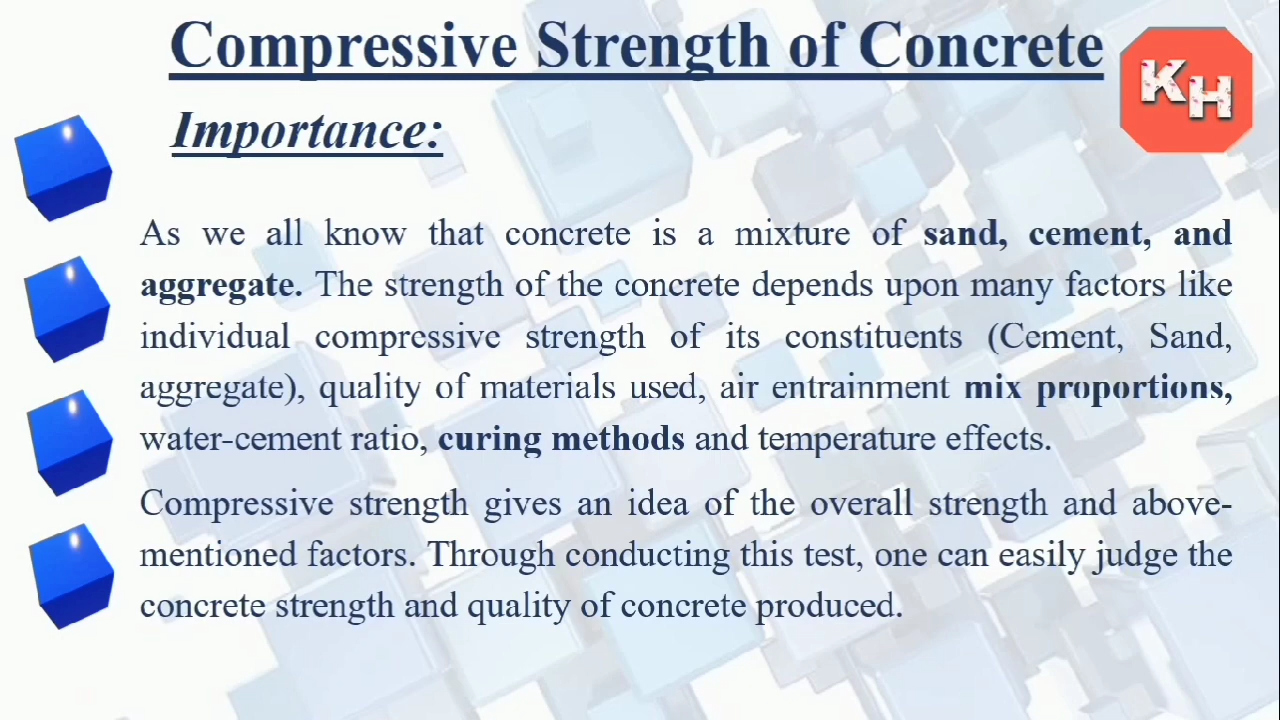 Compressive Strength of Concrete
KH
Importance:
As we all know that concrete is a mixture of sand, cement, and
aggregate. The strength of the concrete depends upon many factors like
individual compressive strength of its constituents (Cement, Sand,
aggregate), quality of materials used, air entrainment mix proportions,
water-cement ratio, curing methods and temperature effects.
Compressive strength gives an idea of the overall strength and above-
mentioned factors. Through conducting this test, one can easily judge the
concrete strength and quality of concrete produced.